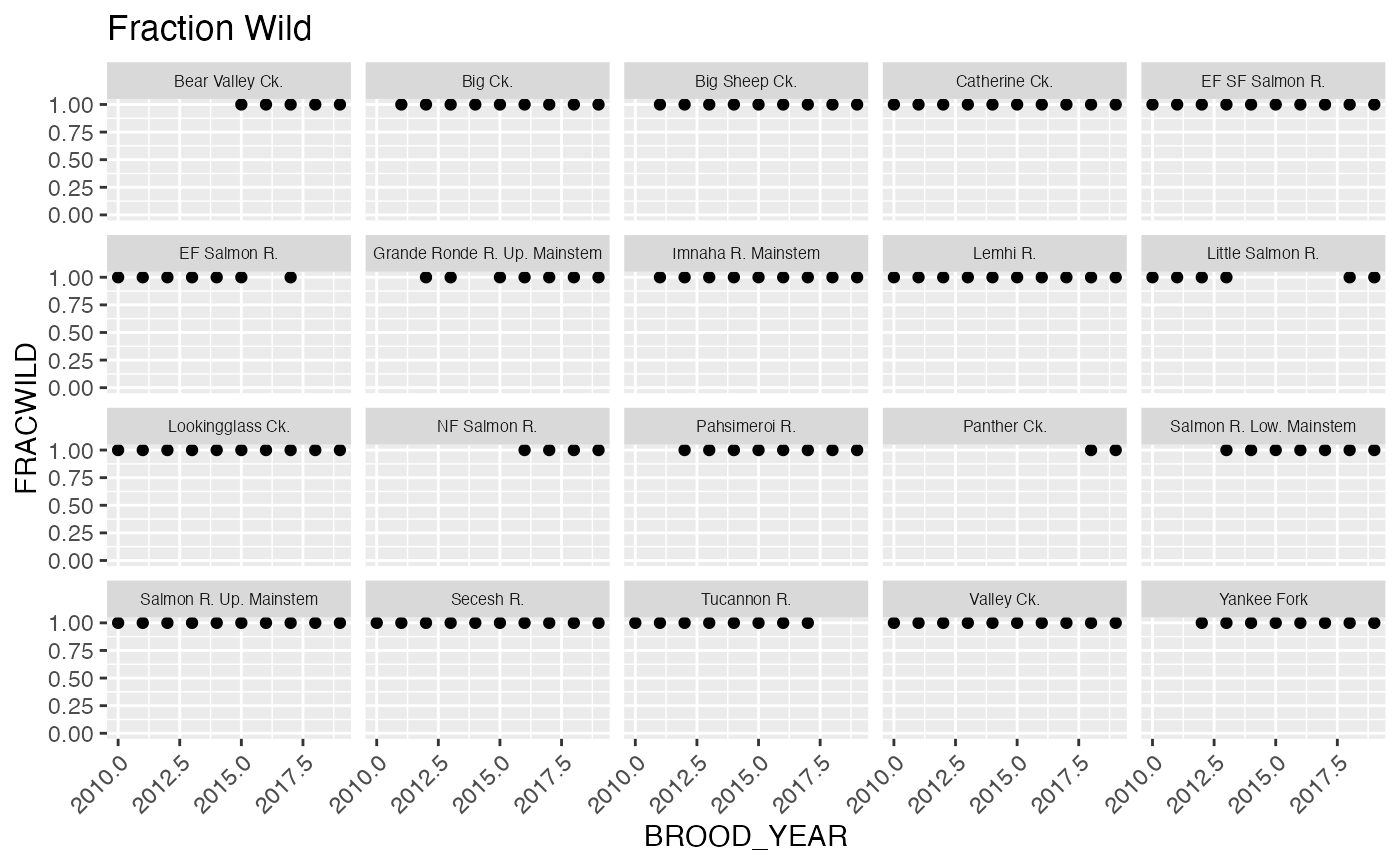 Fraction Wild
Bear Valley Ck.
Big Ck.
Big Sheep Ck.
Catherine Ck.
EF SF Salmon R.
1.00
0.75
0.50
0.25
0.00
EF Salmon R.
Grande Ronde R. Up. Mainstem
Imnaha R. Mainstem
Lemhi R.
Little Salmon R.
1.00
0.75
0.50
0.25
0.00
FRACWILD
Lookingglass Ck.
NF Salmon R.
Pahsimeroi R.
Panther Ck.
Salmon R. Low. Mainstem
1.00
0.75
0.50
0.25
0.00
Salmon R. Up. Mainstem
Secesh R.
Tucannon R.
Valley Ck.
Yankee Fork
1.00
0.75
0.50
0.25
0.00
2010.0
2012.5
2015.0
2017.5
2010.0
2012.5
2015.0
2017.5
2010.0
2012.5
2015.0
2017.5
2010.0
2012.5
2015.0
2017.5
2010.0
2012.5
2015.0
2017.5
BROOD_YEAR